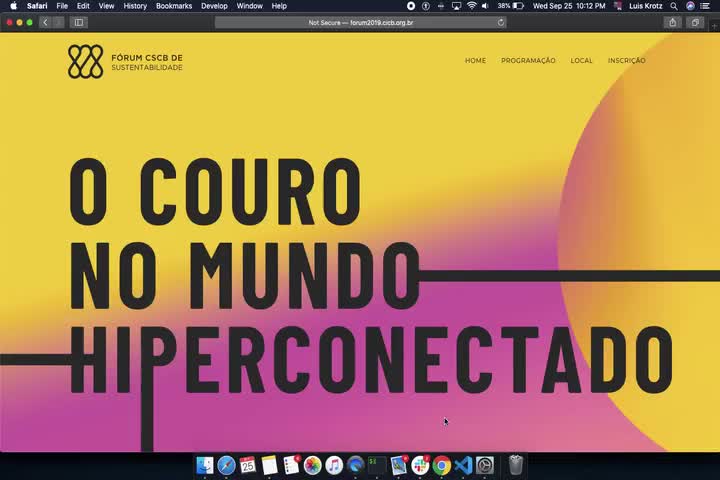 Safari File Edit View History Bookmarks Develop Window Help 38% Wed Sep 25 10:12 PM Luis Krotz
Not Secure — forum2019.cicb.org.br
FÓRUM CSCB DE
SUSTENTABILIDADE
HOME PROGRAMAÇÃO LOCAL INSCRIÇÃO
O COURO
NO MUNDO
HIPERCONECTADO
25